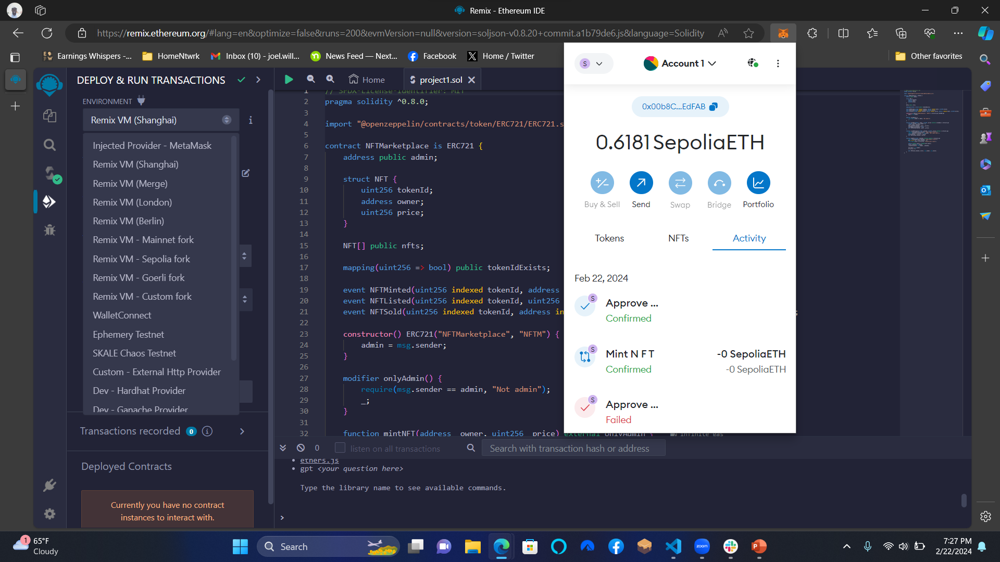 Remix - Ethereum IDE
https://remix.ethereum.org/#lang=en&optimize=false&runs=200&evmVersion=null&version=soljson-v0.8.20+commit.a1b79de6.js&language=Solidity
Earnings Whispers -...
HomeNtwrk
Inbox (10) - joel.will...
News Feed — Next...
Facebook
Home / Twitter
Other favorites
DEPLOY & RUN TRANSACTIONS
ENVIRONMENT
Remix VM (Shanghai)
Injected Provider - MetaMask
Remix VM (Shanghai)
Remix VM (Merge)
Remix VM (London)
Remix VM (Berlin)
Remix VM - Mainnet fork
Remix VM - Sepolia fork
Remix VM - Goerli fork
Remix VM - Custom fork
WalletConnect
Ephemery Testnet
SKALE Chaos Testnet
Custom - External Http Provider
Dev - Hardhat Provider
Dev - Ganache Provider
Transactions recorded 0 i
Deployed Contracts
Currently you have no contract
instances to interact with.
Home
project1.sol
1 // SPDX-License-Identifier: MIT
2 pragma solidity ^0.8.0;
3
4 import "@openzeppelin/contracts/token/ERC721/ERC721.s
5
6 contract NFTMarketplace is ERC721 {
7 address public admin;
8
9 struct NFT {
10 uint256 tokenId;
11 address owner;
12 uint256 price;
13 }
14
15 NFT[] public nfts;
16
17 mapping(uint256 => bool) public tokenIdExists;
18
19 event NFTMinted(uint256 indexed tokenId, address
20 event NFTListed(uint256 indexed tokenId, uint256
21 event NFTSold(uint256 indexed tokenId, address in ;
22
23 constructor() ERC721("NFTMarketplace", "NFTM") {
24 admin = msg.sender;
25 }
26
27 modifier onlyAdmin() {
28 require(msg.sender == admin, "Not admin");
29 _;
30 }
31
32 function mintNFT(address _owner, uint256 _price) external onlyAdmin { infinite gas
0
listen on all transactions
Search with transaction hash or address
ethers.js
gpt <your question here>
Type the library name to see available commands.
>
S
Account 1
0x00b8C...EdFAB
0.6181 SepoliaETH
Buy & Sell
Send
Swap
Bridge
Portfolio
Tokens
NFTs
Activity
Feb 22, 2024
S
Approve ...
Confirmed
S
Mint N F T
-0 SepoliaETH
Confirmed
-0 SepoliaETH
S
Approve ...
Failed
1
65°F
Cloudy
Search
zoom
7:27 PM
2/22/2024